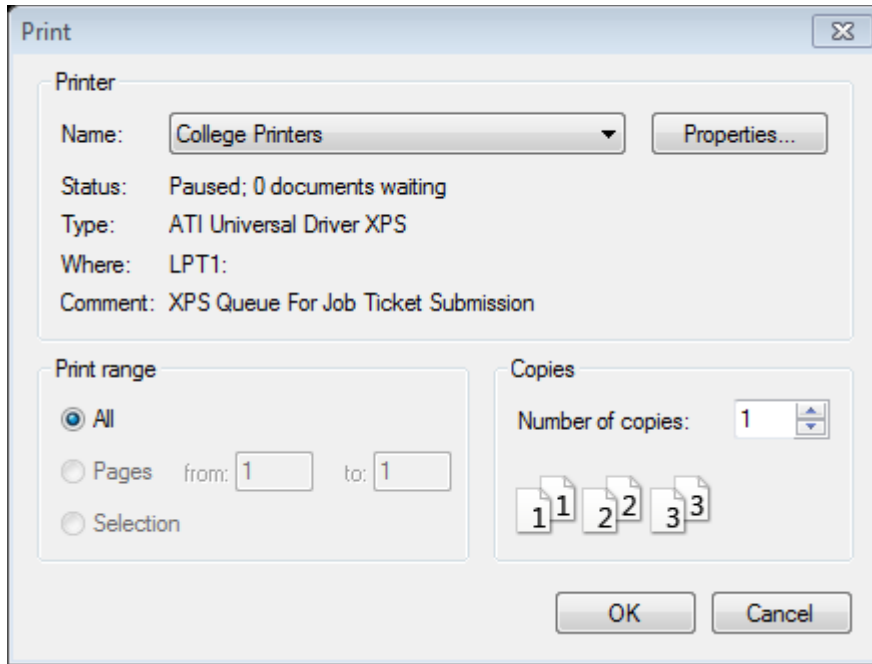 Print
Printer
Name: College Printers Properties...
Status: Paused; 0 documents waiting
Type: ATI Universal Driver XPS
Where: LPT1:
Comment: XPS Queue For Job Ticket Submission
Print range
All
Pages from: 1 to: 1
Selection
Copies
Number of copies: 1
1 1 2 2 3 3
OK Cancel